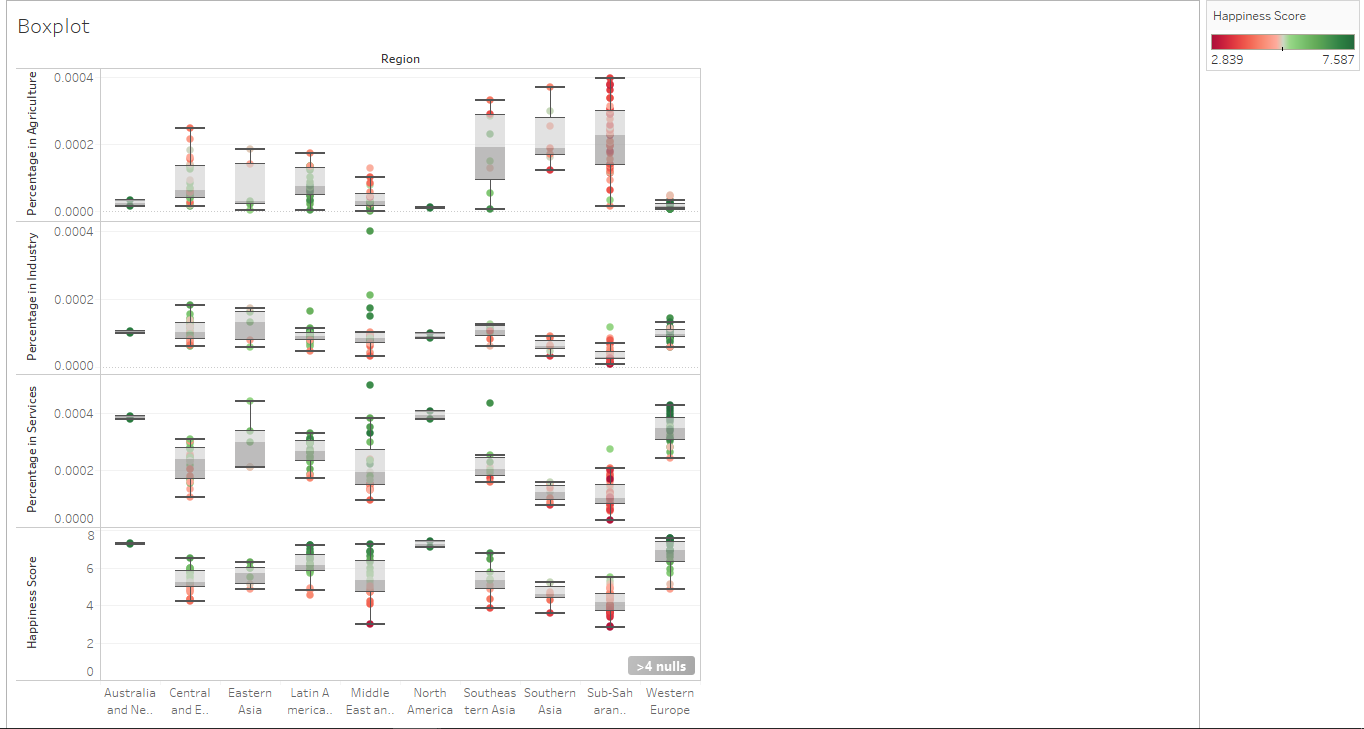 Boxplot
Happiness Score
2.839 7.587
Region
Percentage in Agriculture
0.0004
0.0002
0.0000
Percentage in Industry
0.0004
0.0002
0.0000
Percentage in Services
0.0004
0.0002
0.0000
Happiness Score
8
6
4
2
0
>4 nulls
Australia and Ne..
Central and E..
Eastern Asia
Latin A merica..
Middle East an..
North America
Southeas tern Asia
Southern Asia
Sub-Sah aran..
Western Europe